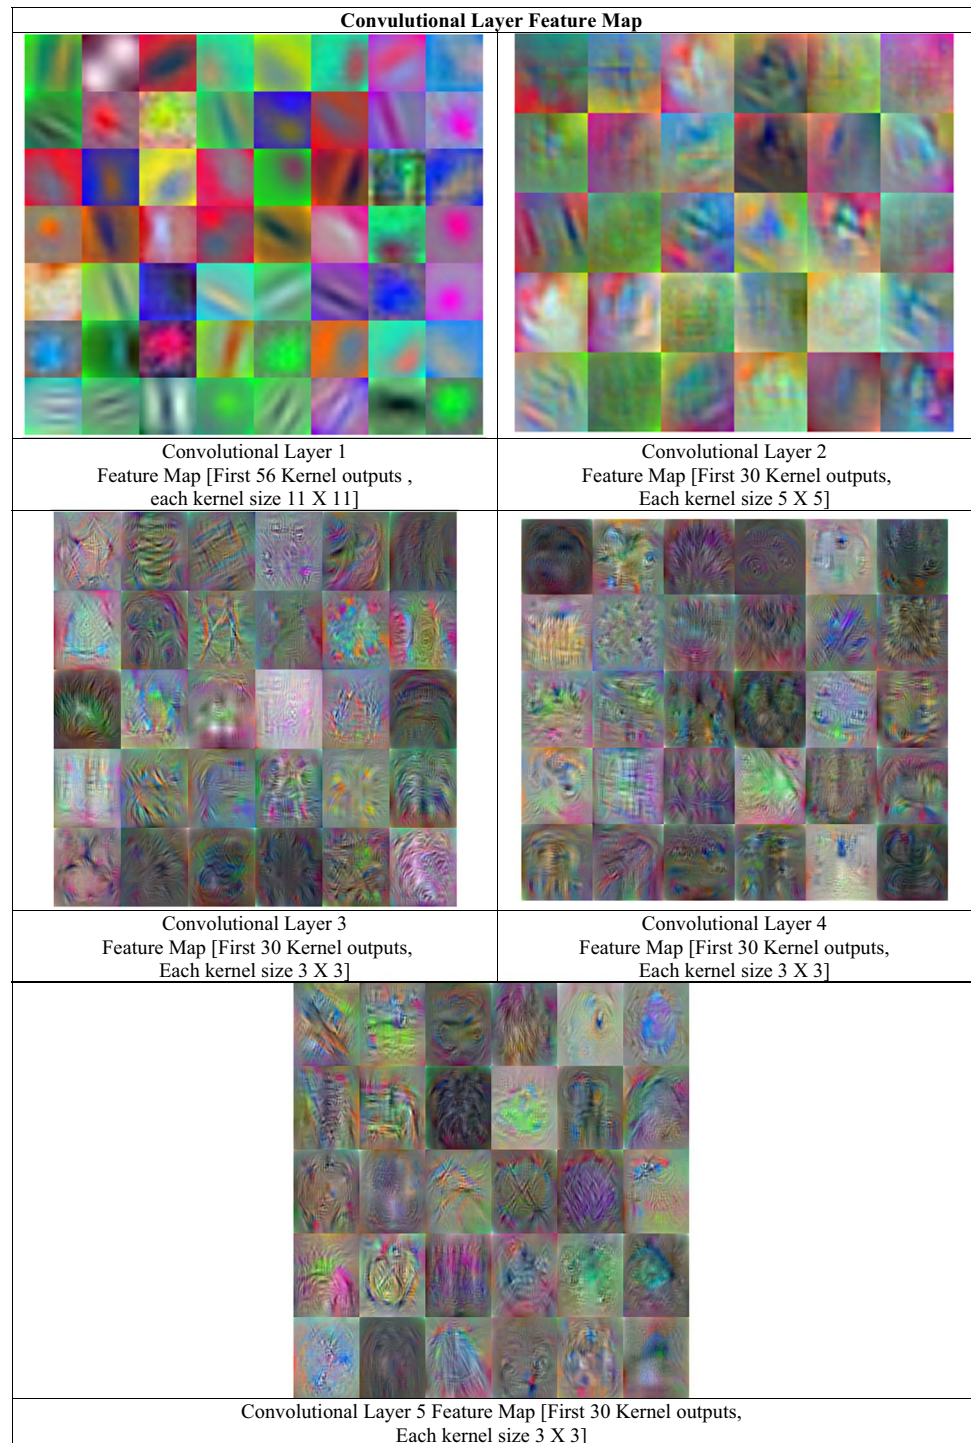 Convulutional Layer Feature Map
Convolutional Layer 1
Feature Map [First 56 Kernel outputs ,
each kernel size 11 X 11]
Convolutional Layer 2
Feature Map [First 30 Kernel outputs,
Each kernel size 5 X 5]
Convolutional Layer 3
Feature Map [First 30 Kernel outputs,
Each kernel size 3 X 3]
Convolutional Layer 4
Feature Map [First 30 Kernel outputs,
Each kernel size 3 X 3]
Convolutional Layer 5 Feature Map [First 30 Kernel outputs,
Each kernel size 3 X 3]